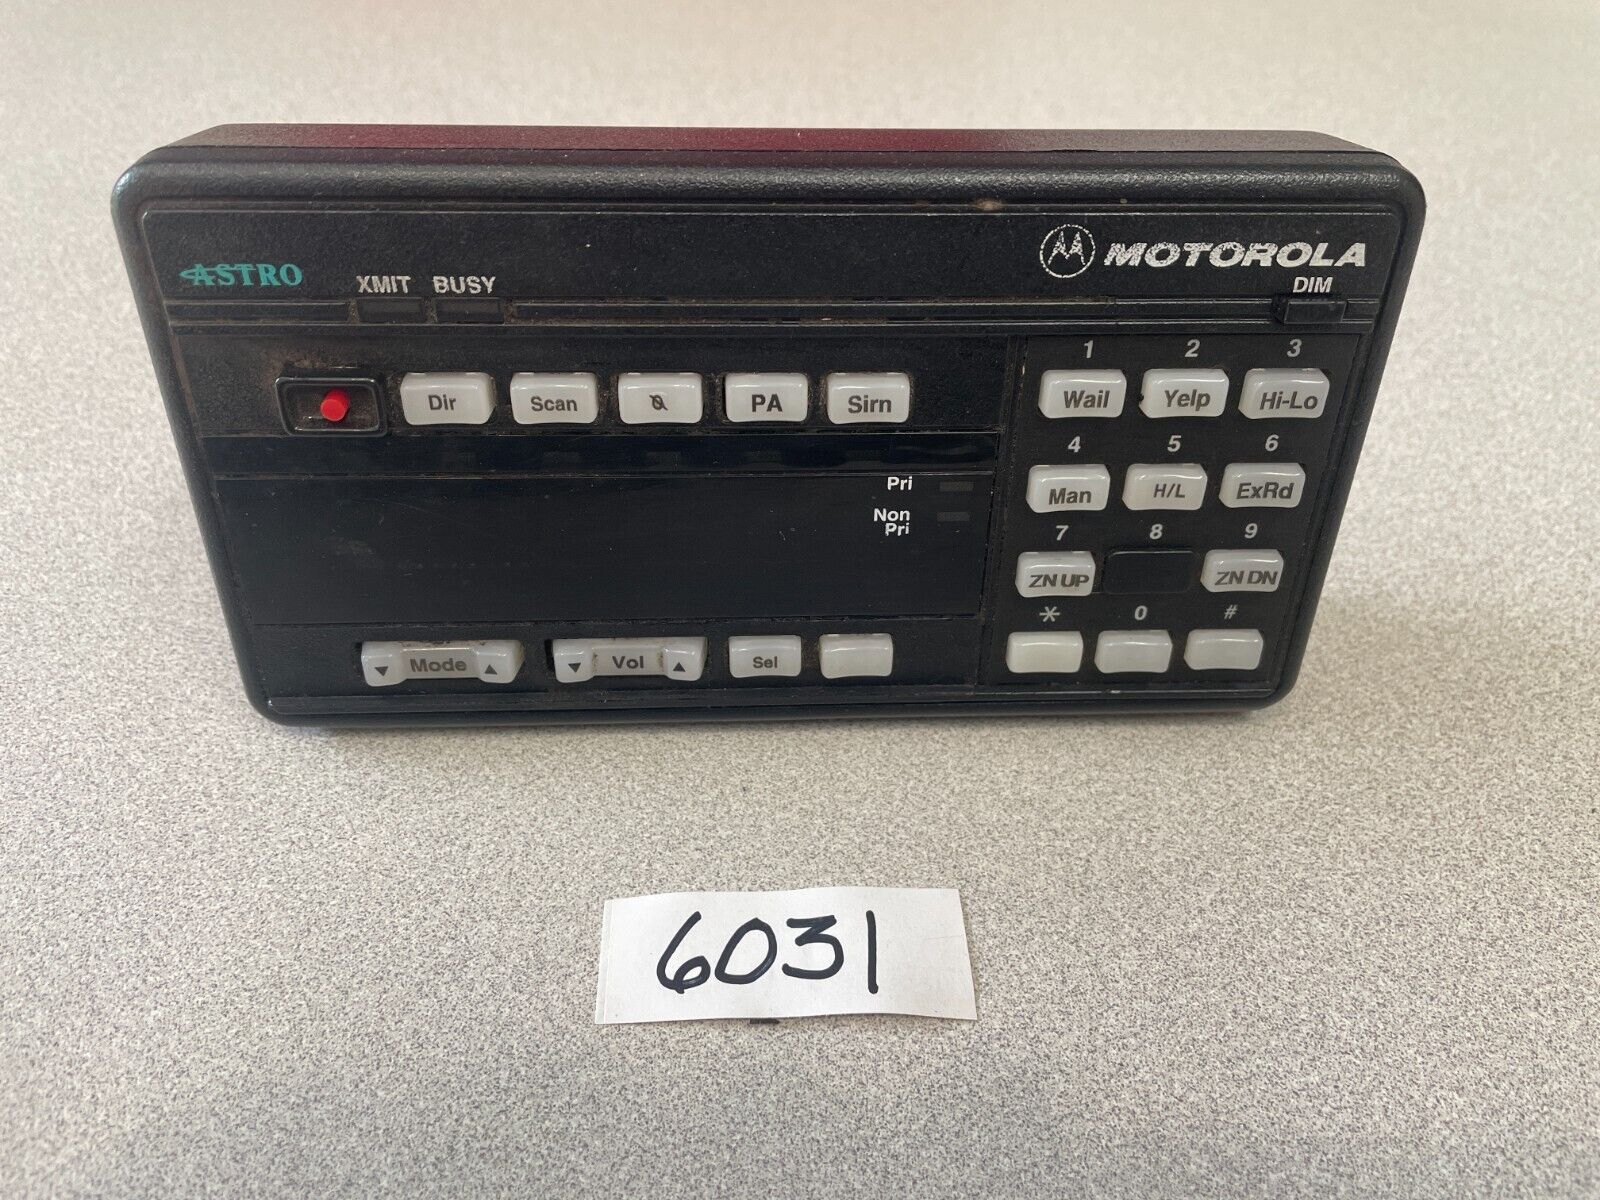 ASTRO XMIT BUSY
MOTOROLA
DIM
1 2 3
Dir Scan PA Sirn
Wail Yelp Hi-Lo
4 5 6
Man H/L ExRd
Pri
Non
Pri
7 8 9
ZN UP ZN DN
* 0 #
▼ Mode ▲ ▼ Vol ▲ Sel
6031